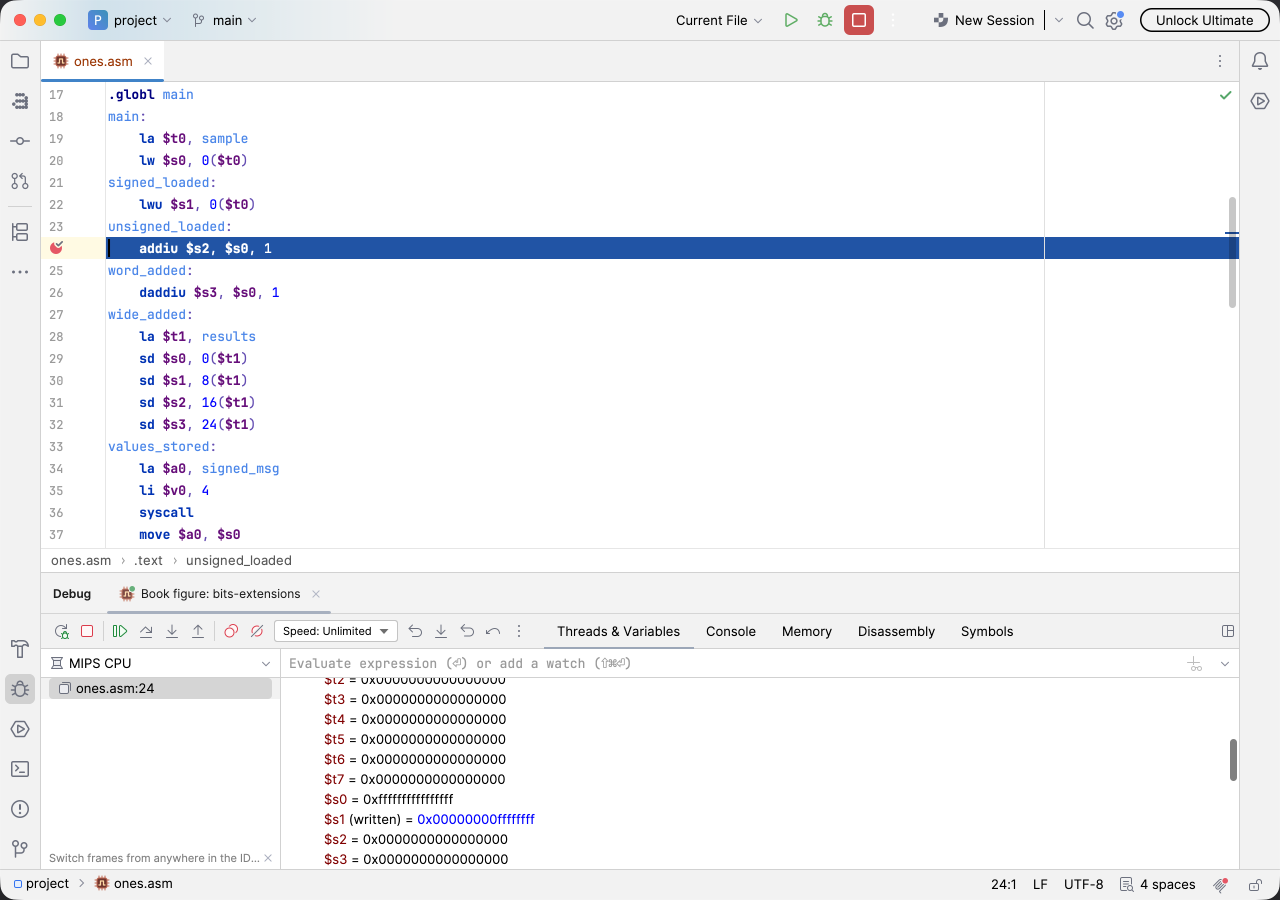 P project main Current File New Session Unlock Ultimate
ones.asm
17 .globl main
18 main:
19 la $t0, sample
20 lw $s0, 0($t0)
21 signed_loaded:
22 lwu $s1, 0($t0)
23 unsigned_loaded:
addiu $s2, $s0, 1
25 word_added:
26 daddiu $s3, $s0, 1
27 wide_added:
28 la $t1, results
29 sd $s0, 0($t1)
30 sd $s1, 8($t1)
31 sd $s2, 16($t1)
32 sd $s3, 24($t1)
33 values_stored:
34 la $a0, signed_msg
35 li $v0, 4
36 syscall
37 move $a0, $s0
ones.asm › .text › unsigned_loaded
Debug Book figure: bits-extensions
Speed: Unlimited Threads & Variables Console Memory Disassembly Symbols
MIPS CPU Evaluate expression (⏎) or add a watch (⇧⌘⏎)
ones.asm:24
$t2 = 0x0000000000000000
$t3 = 0x0000000000000000
$t4 = 0x0000000000000000
$t5 = 0x0000000000000000
$t6 = 0x0000000000000000
$t7 = 0x0000000000000000
$s0 = 0xffffffffffffffff
$s1 (written) = 0x00000000ffffffff
$s2 = 0x0000000000000000
$s3 = 0x0000000000000000
Switch frames from anywhere in the ID...
project › ones.asm 24:1 LF UTF-8 4 spaces